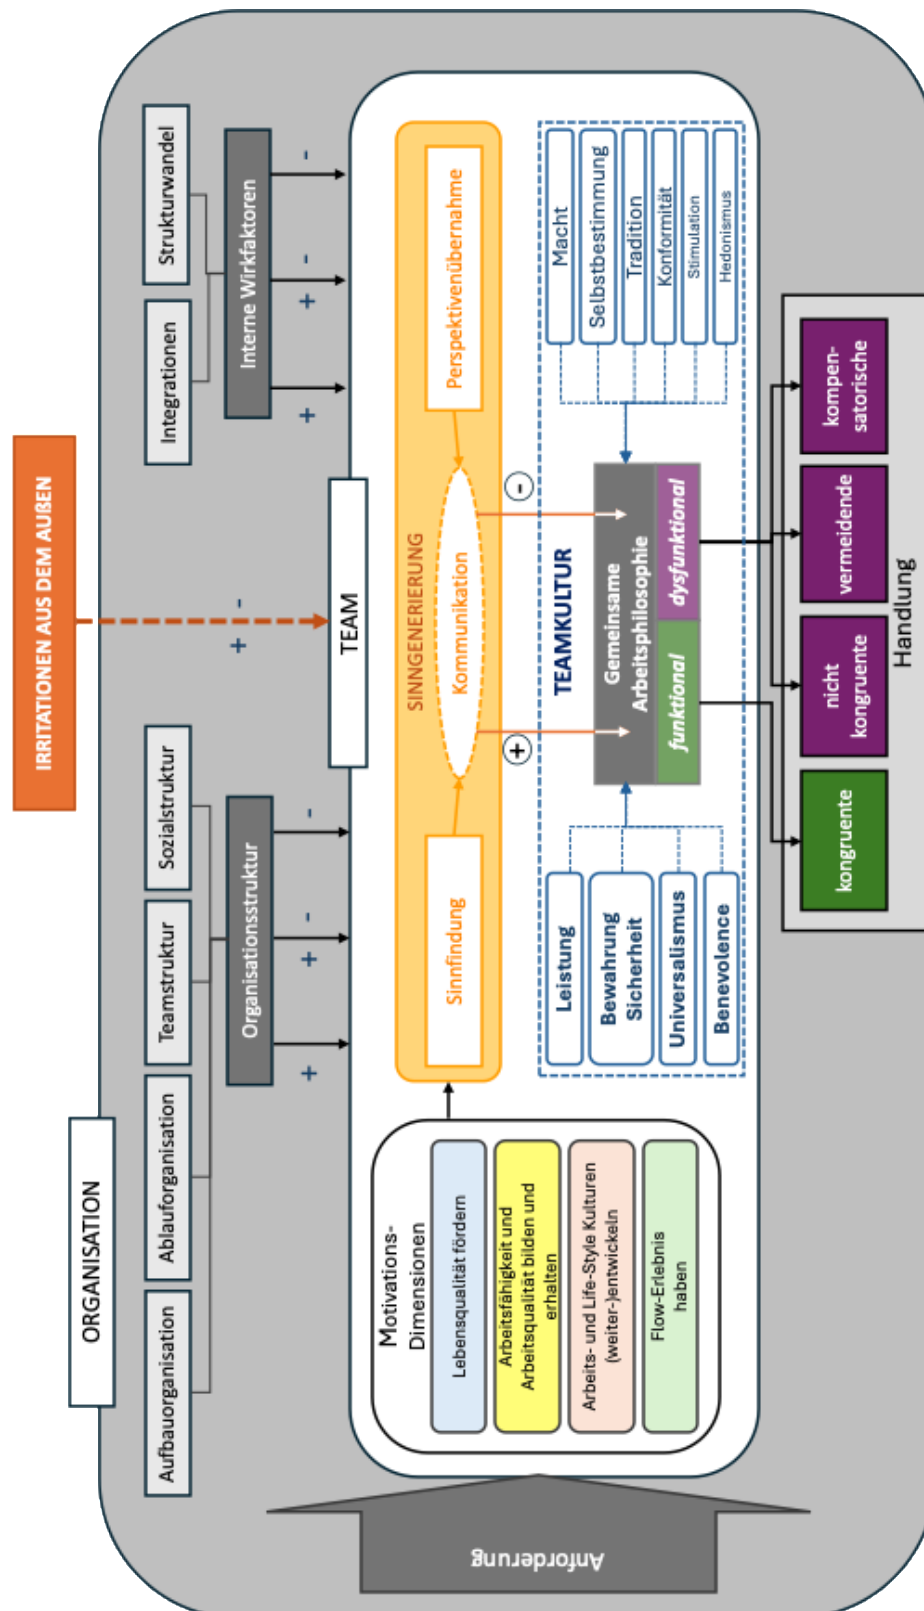 IRRITATIONEN AUS DEM AUßEN
ORGANISATION
Aufbauorganisation
Ablauforganisation
Teamstruktur
Sozialstruktur
Integrationen
Strukturwandel
Organisationsstruktur
Interne Wirkfaktoren
+
+ -
-
+ -
+
+ -
-
TEAM
Anforderung
Motivations-
Dimensionen
Lebensqualität fördern
Arbeitsfähigkeit und
Arbeitsqualität bilden und
erhalten
Arbeits- und Life-Style Kulturen
(weiter-)entwickeln
Flow-Erlebnis
haben
SINNGENERIERUNG
Sinnfindung
Kommunikation
Perspektivenübernahme
+
-
TEAMKULTUR
Leistung
Bewahrung
Sicherheit
Universalismus
Benevolence
Gemeinsame
Arbeitsphilosophie
funktional
dysfunktional
Macht
Selbstbestimmung
Tradition
Konformität
Stimulation
Hedonismus
kongruente
nicht
kongruente
vermeidende
kompen-
satorische
Handlung